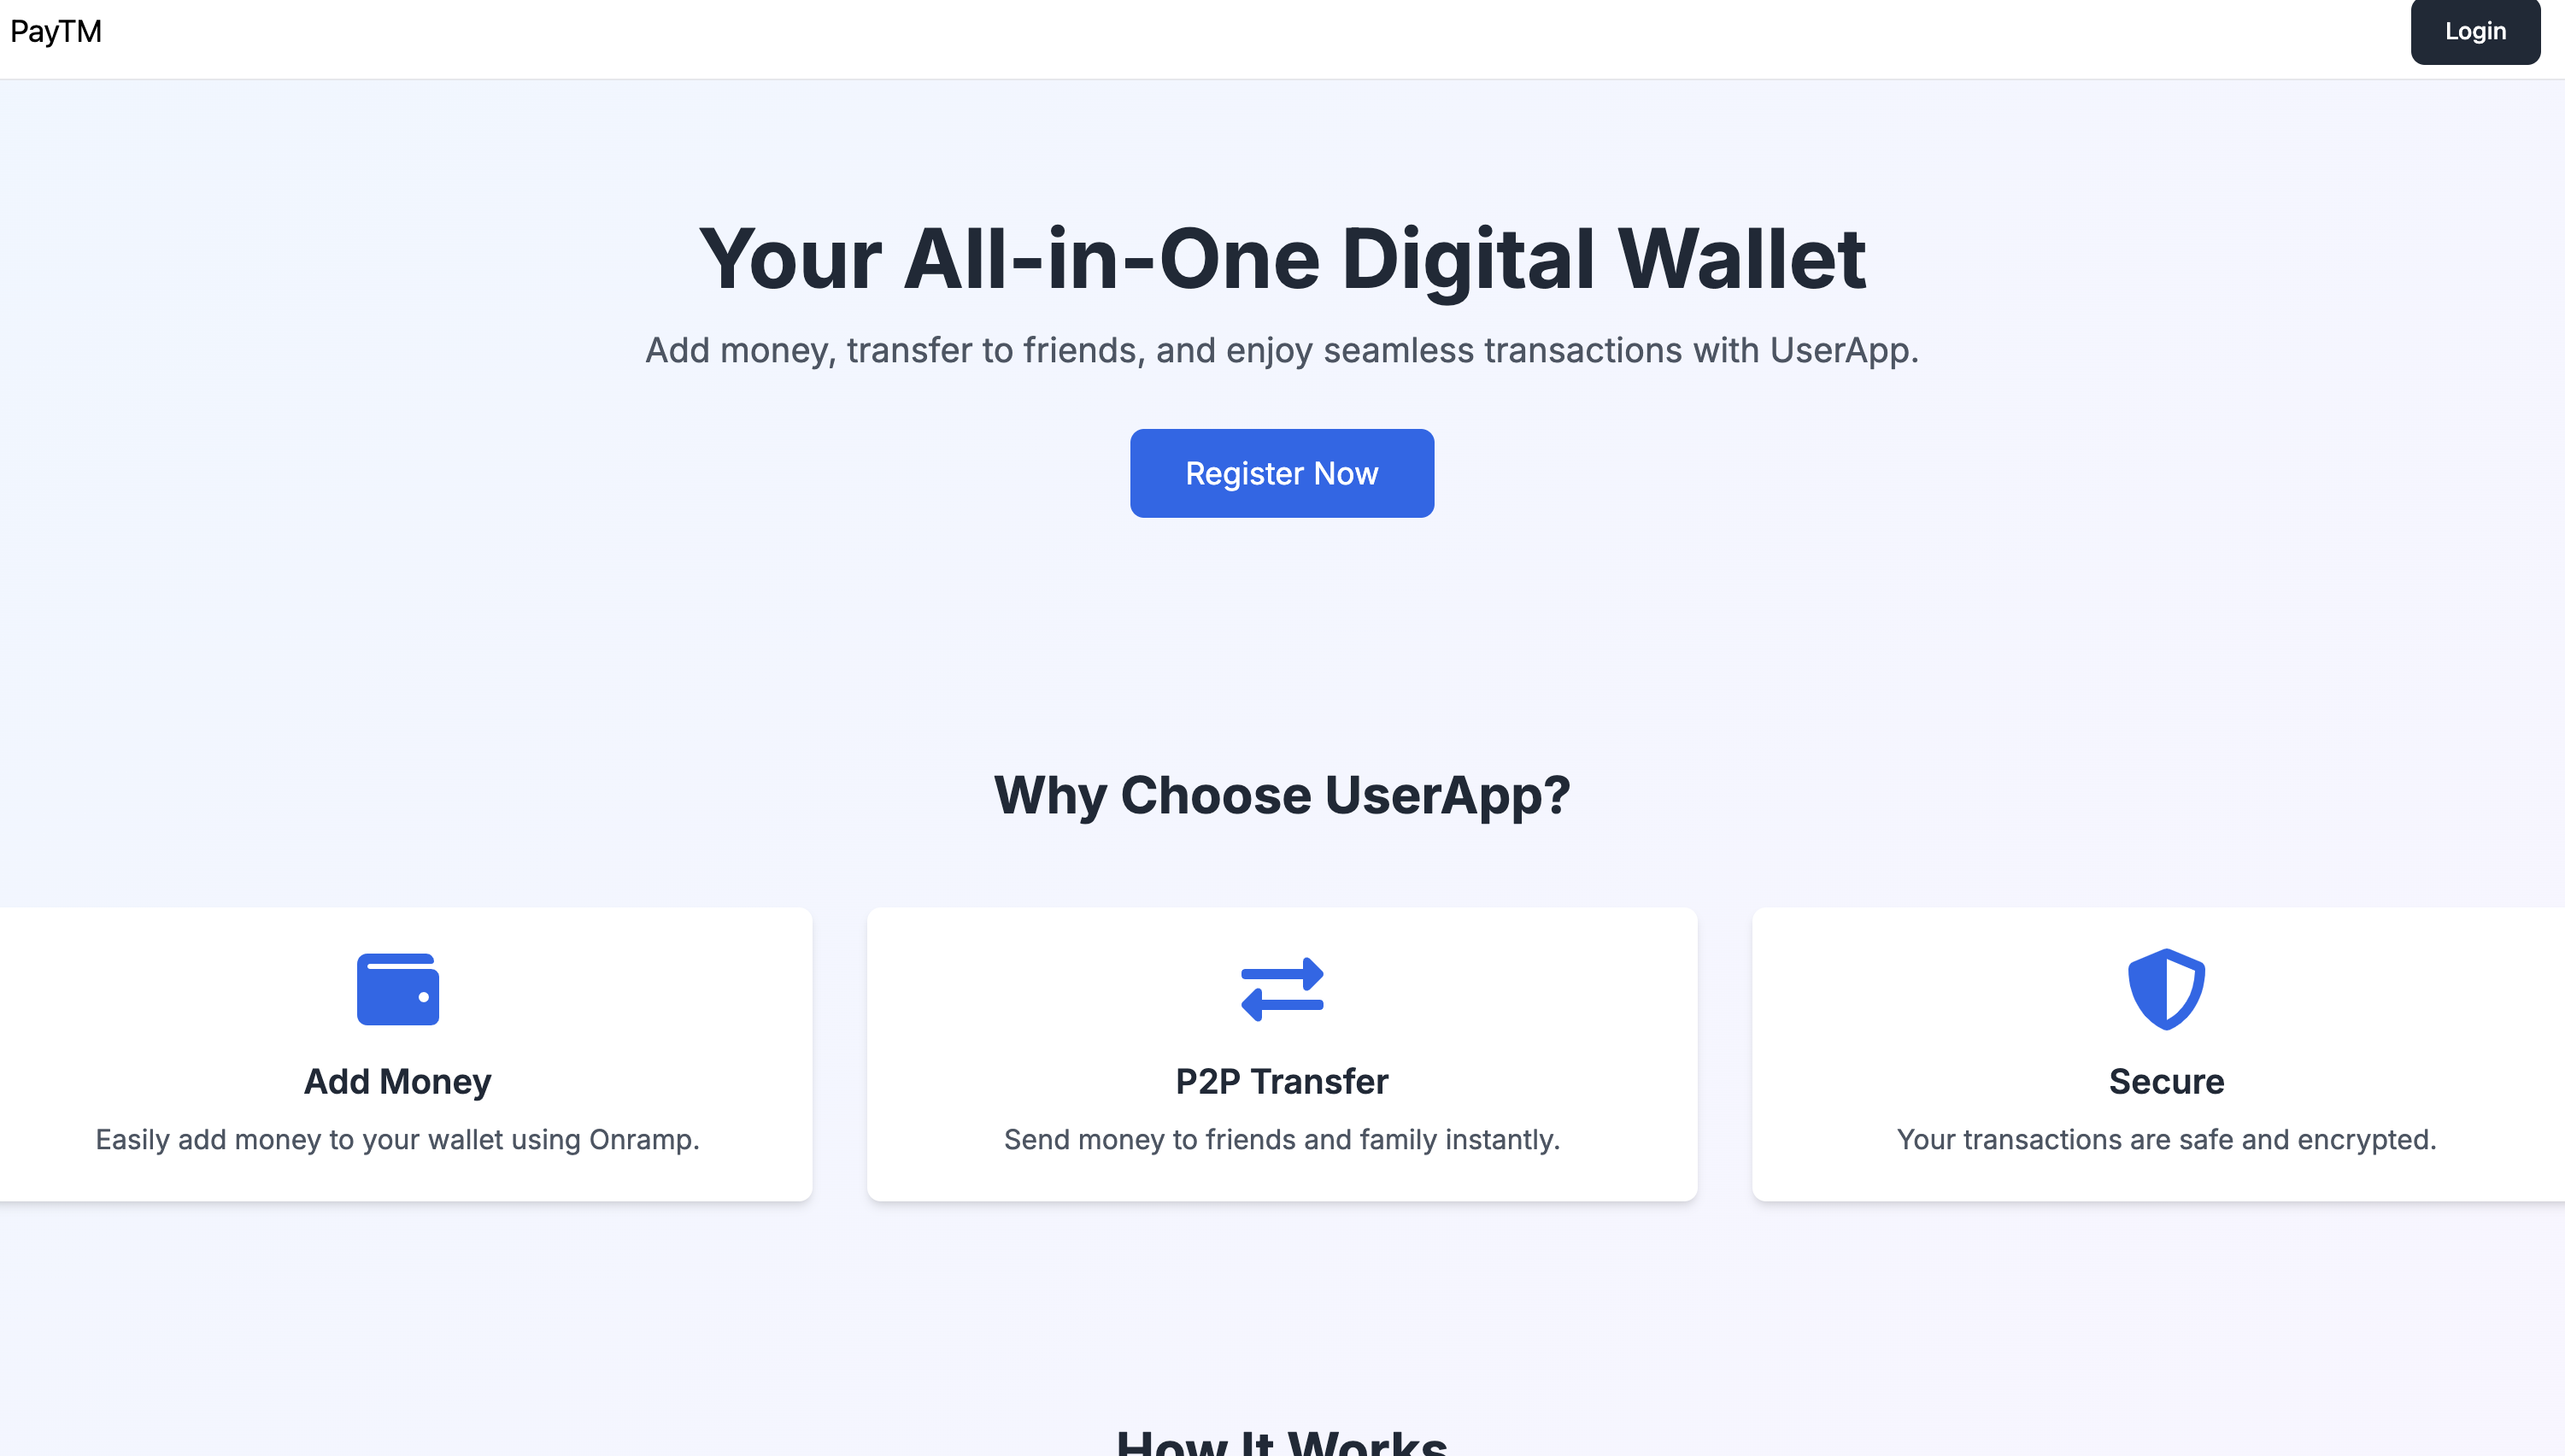 PayTM
Login
Your All-in-One Digital Wallet
Add money, transfer to friends, and enjoy seamless transactions with UserApp.
Register Now
Why Choose UserApp?
Add Money
Easily add money to your wallet using Onramp.
P2P Transfer
Send money to friends and family instantly.
Secure
Your transactions are safe and encrypted.
How It Works